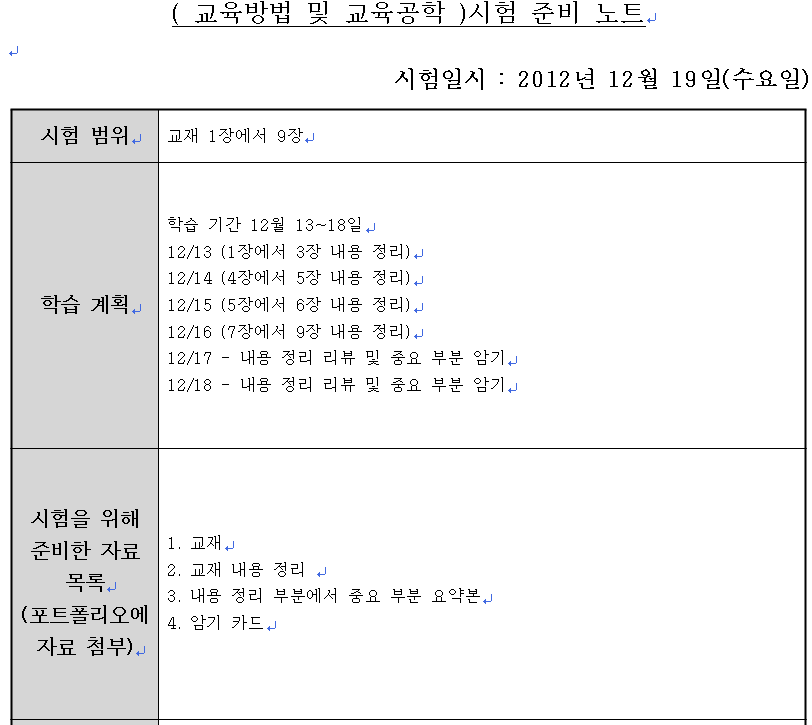 ( 교육방법 및 교육공학 )시험 준비 노트
시험일시 : 2012년 12월 19일(수요일)
시험 범위
교재 1장에서 9장
학습 계획
학습 기간 12월 13~18일
12/13 (1장에서 3장 내용 정리)
12/14 (4장에서 5장 내용 정리)
12/15 (5장에서 6장 내용 정리)
12/16 (7장에서 9장 내용 정리)
12/17 - 내용 정리 리뷰 및 중요 부분 암기
12/18 - 내용 정리 리뷰 및 중요 부분 암기
시험을 위해
준비한 자료
목록
(포트폴리오에
자료 첨부)
1. 교재
2. 교재 내용 정리
3. 내용 정리 부분에서 중요 부분 요약본
4. 암기 카드